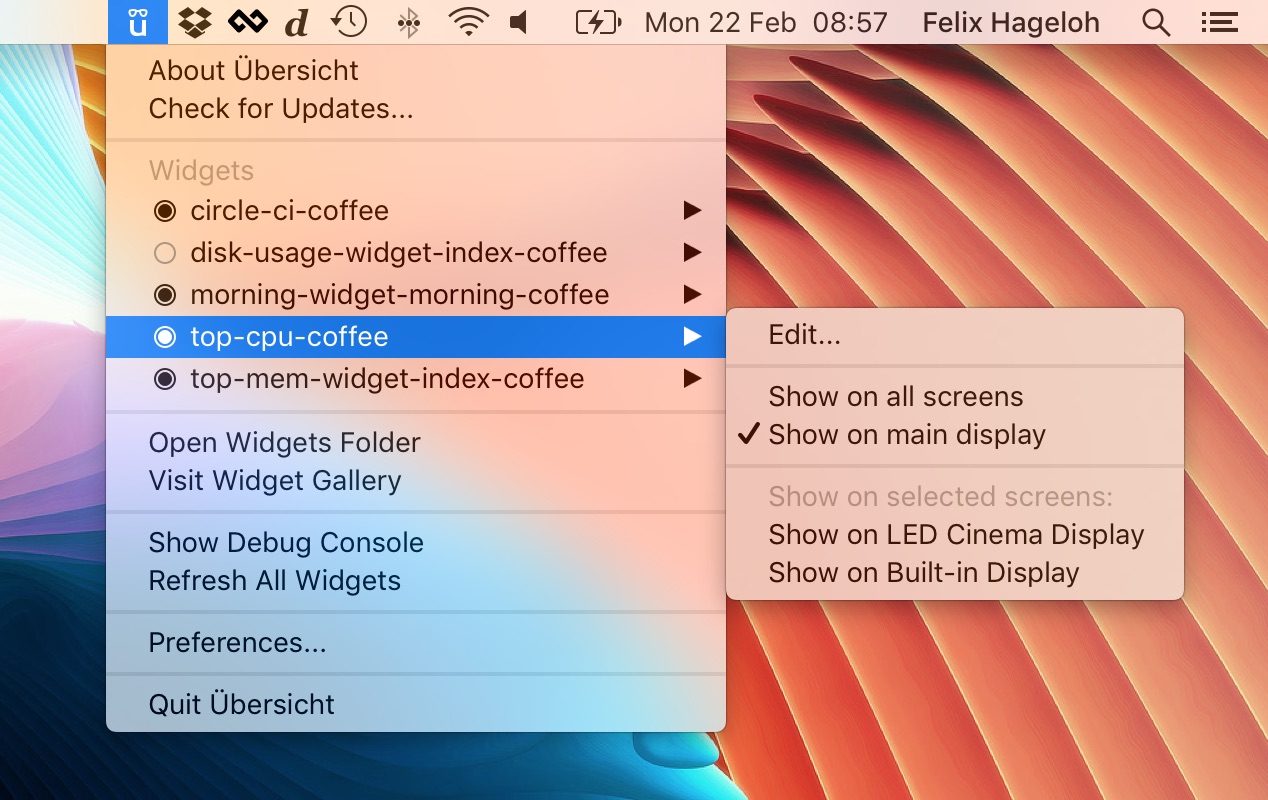 ü d Mon 22 Feb 08:57 Felix Hageloh
About Übersicht
Check for Updates...
Widgets
circle-ci-coffee
disk-usage-widget-index-coffee
morning-widget-morning-coffee
top-cpu-coffee
top-mem-widget-index-coffee
Open Widgets Folder
Visit Widget Gallery
Show Debug Console
Refresh All Widgets
Preferences...
Quit Übersicht
Edit...
Show on all screens
Show on main display
Show on selected screens:
Show on LED Cinema Display
Show on Built-in Display